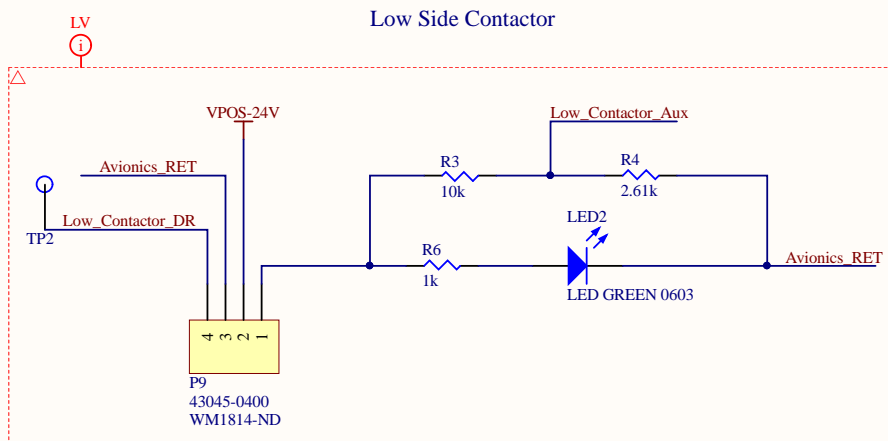 Low Side Contactor
LV
i
VPOS-24V
Low_Contactor_Aux
Avionics_RET
R3
R4
10k
2.61k
Low_Contactor_DR
TP2
LED2
R6
Avionics_RET
1k
LED GREEN 0603
4 3 2 1
P9
43045-0400
WM1814-ND